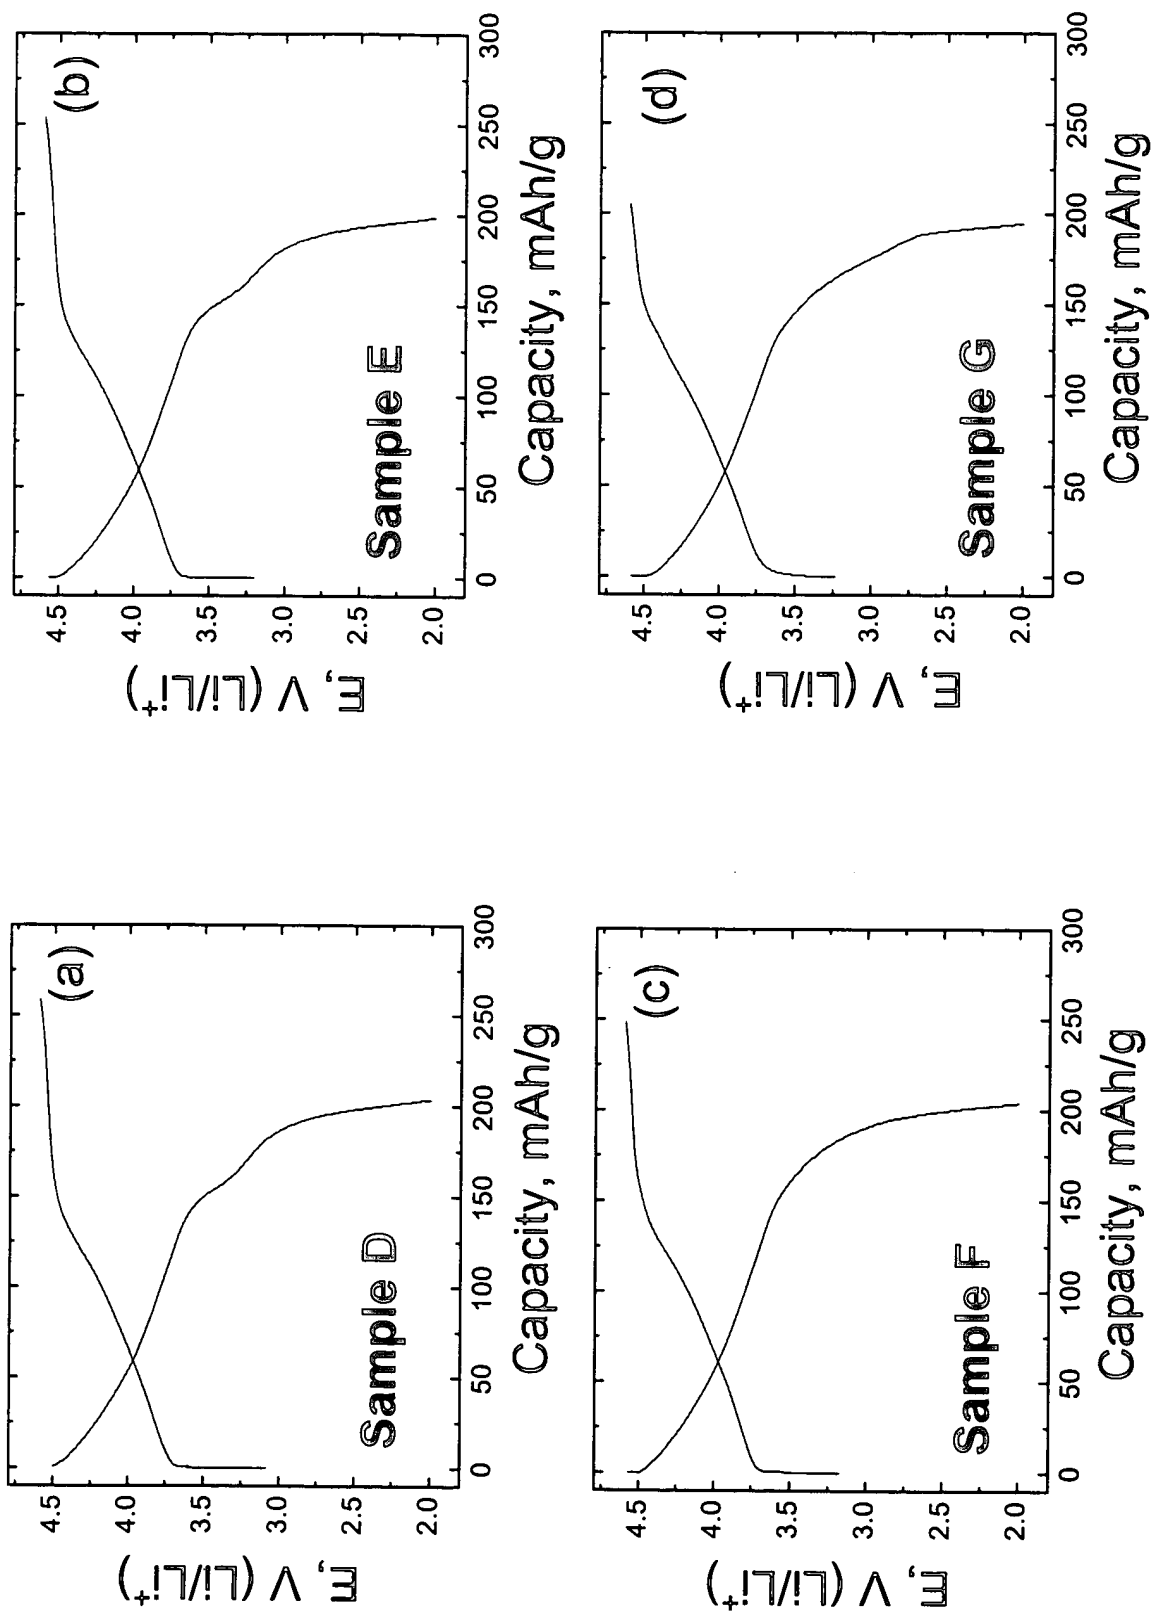 (a)
E, V (Li/Li⁺)
4.5
4.0
3.5
3.0
2.5
2.0
Sample D
0 50 100 150 200 250 300
Capacity, mAh/g
(b)
E, V (Li/Li⁺)
4.5
4.0
3.5
3.0
2.5
2.0
Sample E
0 50 100 150 200 250 300
Capacity, mAh/g
(c)
E, V (Li/Li⁺)
4.5
4.0
3.5
3.0
2.5
2.0
Sample F
0 50 100 150 200 250 300
Capacity, mAh/g
(d)
E, V (Li/Li⁺)
4.5
4.0
3.5
3.0
2.5
2.0
Sample G
0 50 100 150 200 250 300
Capacity, mAh/g